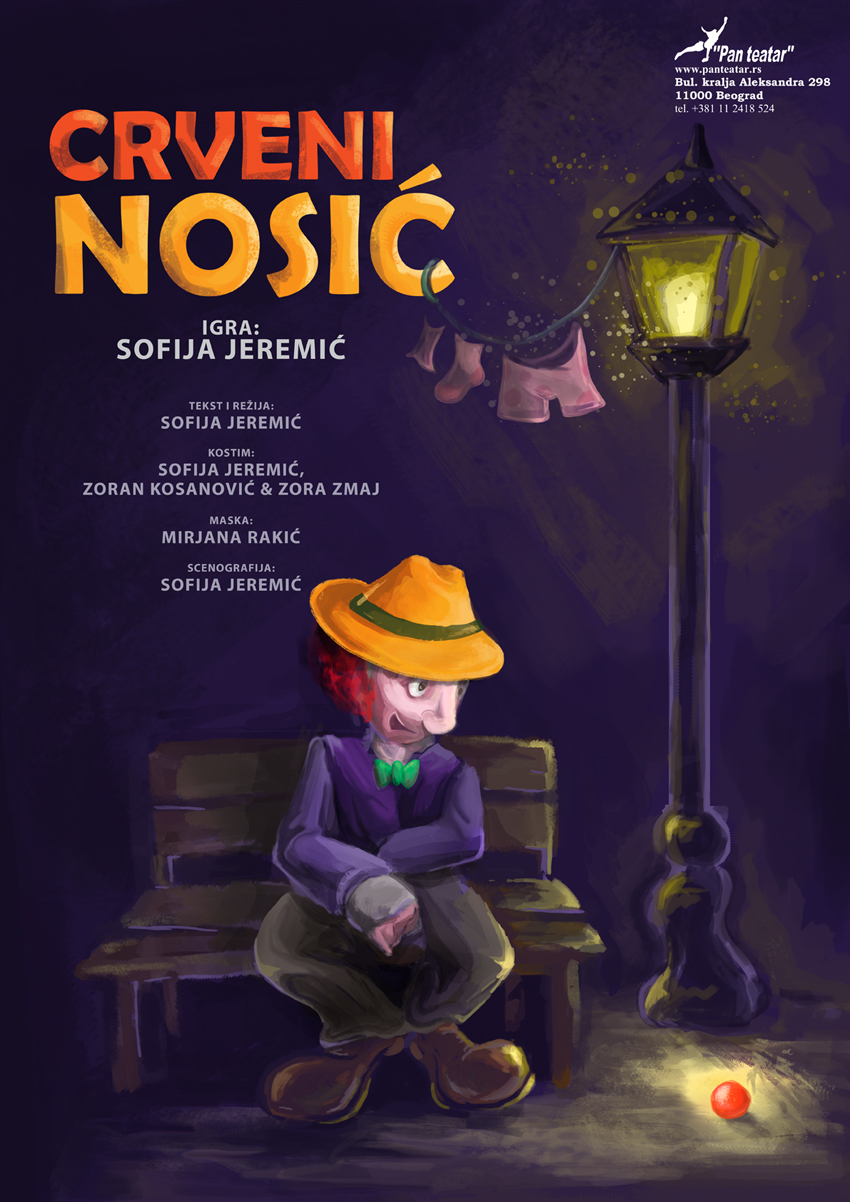 "Pan teatar"
www.panteatar.rs
Bul. kralja Aleksandra 298
11000 Beograd
tel. +381 11 2418 524
CRVENI
NOSIĆ
IGRA:
SOFIJA JEREMIĆ
TEKST I REŽIJA:
SOFIJA JEREMIĆ
KOSTIM:
SOFIJA JEREMIĆ,
ZORAN KOSANOVIĆ & ZORA ZMAJ
MASKA:
MIRJANA RAKIĆ
SCENOGRAFIJA:
SOFIJA JEREMIĆ